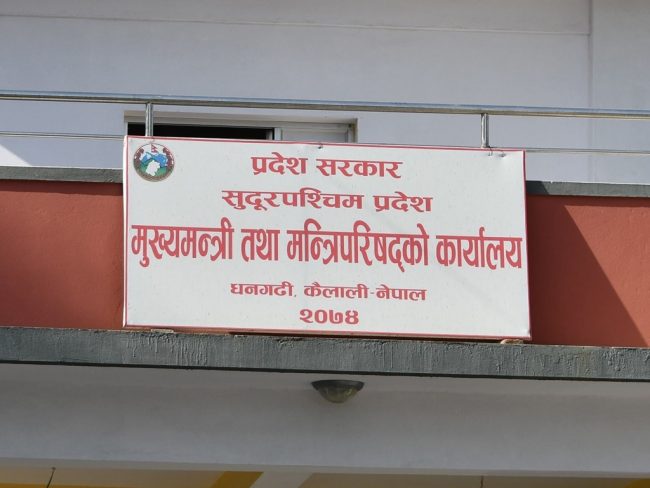 प्रदेश सरकार
सुदूरपश्चिम प्रदेश
मुख्यमन्त्री तथा मन्त्रिपरिषद्को कार्यालय
धनगढी, कैलाली-नेपाल
२०७४